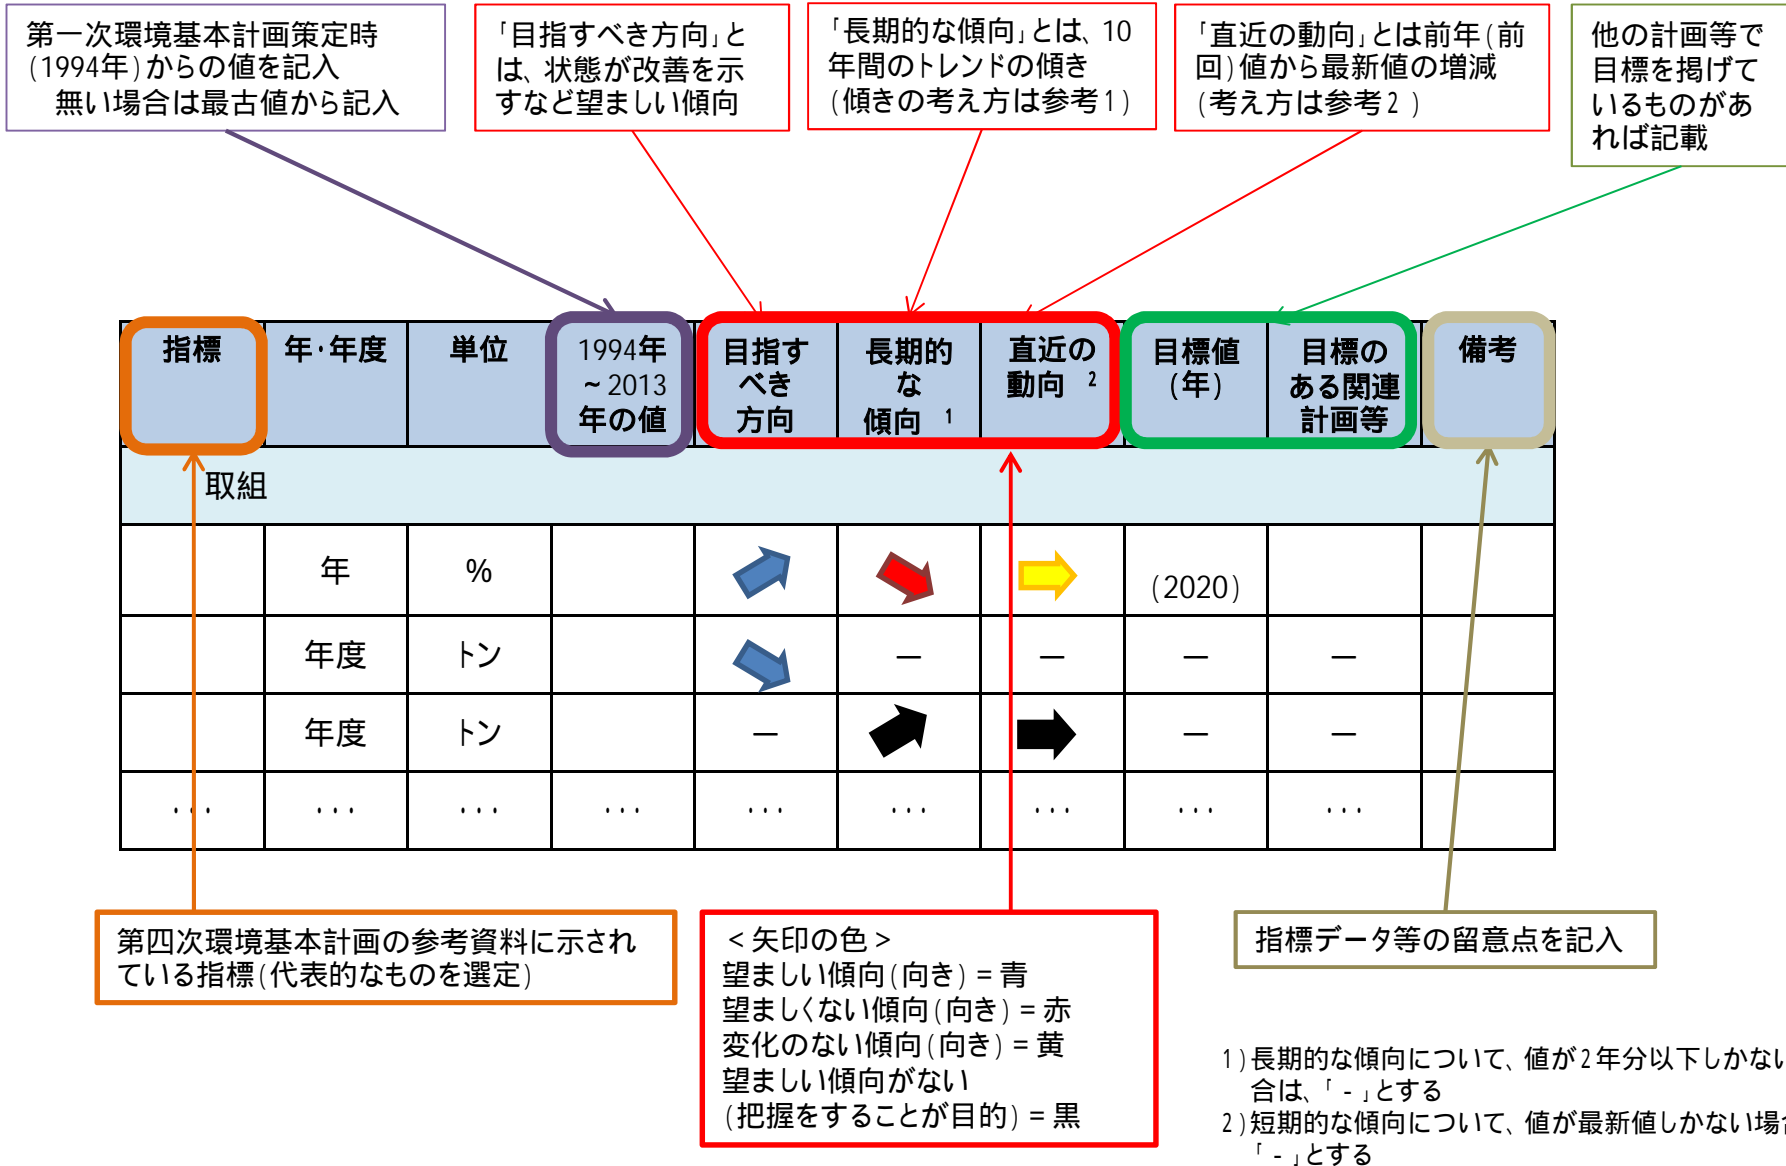 第一次環境基本計画策定時
(1994年)からの値を記入
無い場合は最古値から記入
「目指すべき方向」と
は、状態が改善を示
すなど望ましい傾向
「長期的な傾向」とは、10
年間のトレンドの傾き
(傾きの考え方は参考1)
「直近の動向」とは前年(前
回)値から最新値の増減
(考え方は参考2)
他の計画等で
目標を掲げて
いるものがあ
れば記載
指標 年・年度 単位 1994年~2013年の値 目指すべき方向 長期的な傾向 1 直近の動向 2 目標値(年) 目標のある関連計画等 備考
取組
年 % (2020)
年度 トン － － － －
年度 トン － － －
・・・ ・・・ ・・・ ・・・ ・・・ ・・・ ・・・ ・・・ ・・・
第四次環境基本計画の参考資料に示され
ている指標(代表的なものを選定)
<矢印の色>
望ましい傾向(向き)=青
望ましくない傾向(向き)=赤
変化のない傾向(向き)=黄
望ましい傾向がない
(把握をすることが目的)=黒
指標データ等の留意点を記入
1)長期的な傾向について、値が2年分以下しかない
合は、「-」とする
2)短期的な傾向について、値が最新値しかない場合
「-」とする